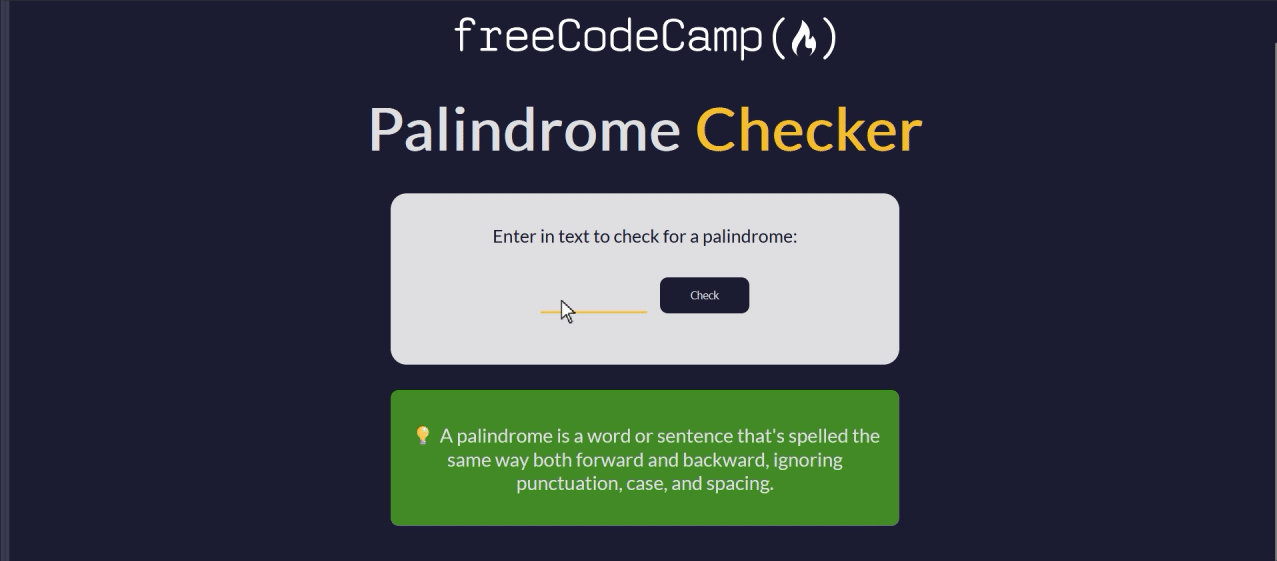 freeCodeCamp(🔥)
Palindrome Checker
Enter in text to check for a palindrome:
Check
💡 A palindrome is a word or sentence that's spelled the
same way both forward and backward, ignoring
punctuation, case, and spacing.